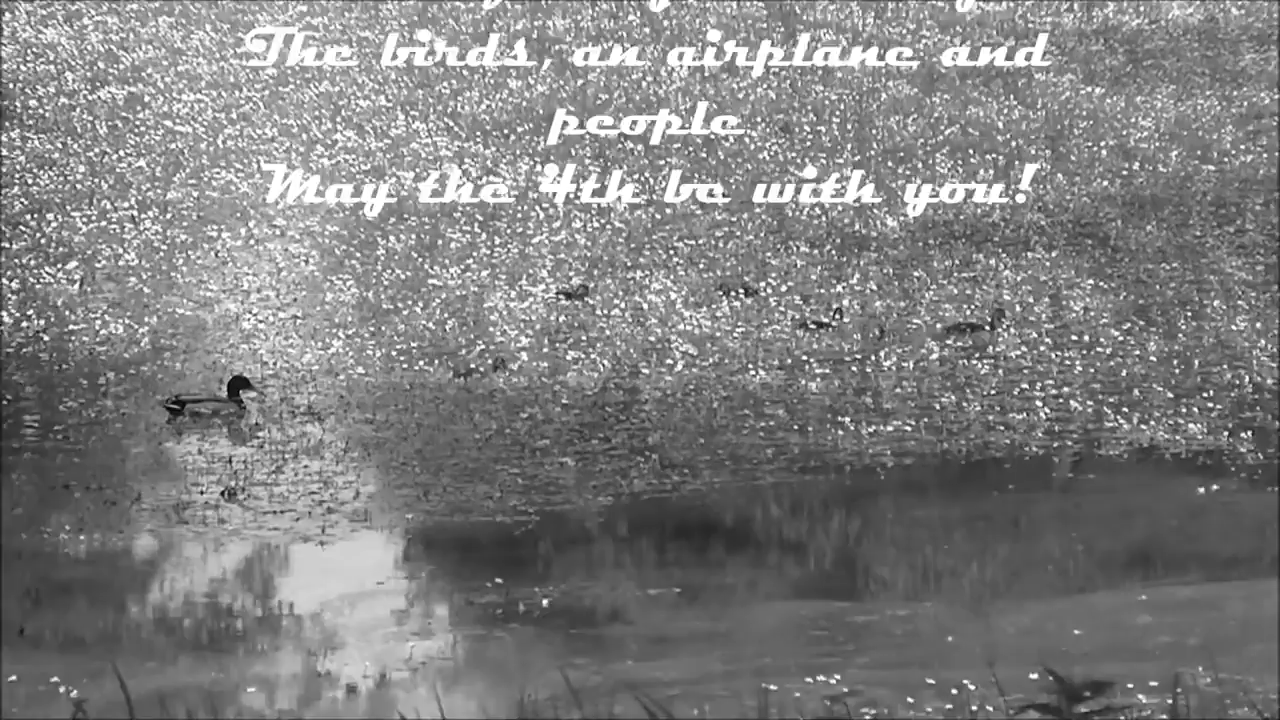 The birds, an airplane and
people
May the 4th be with you!